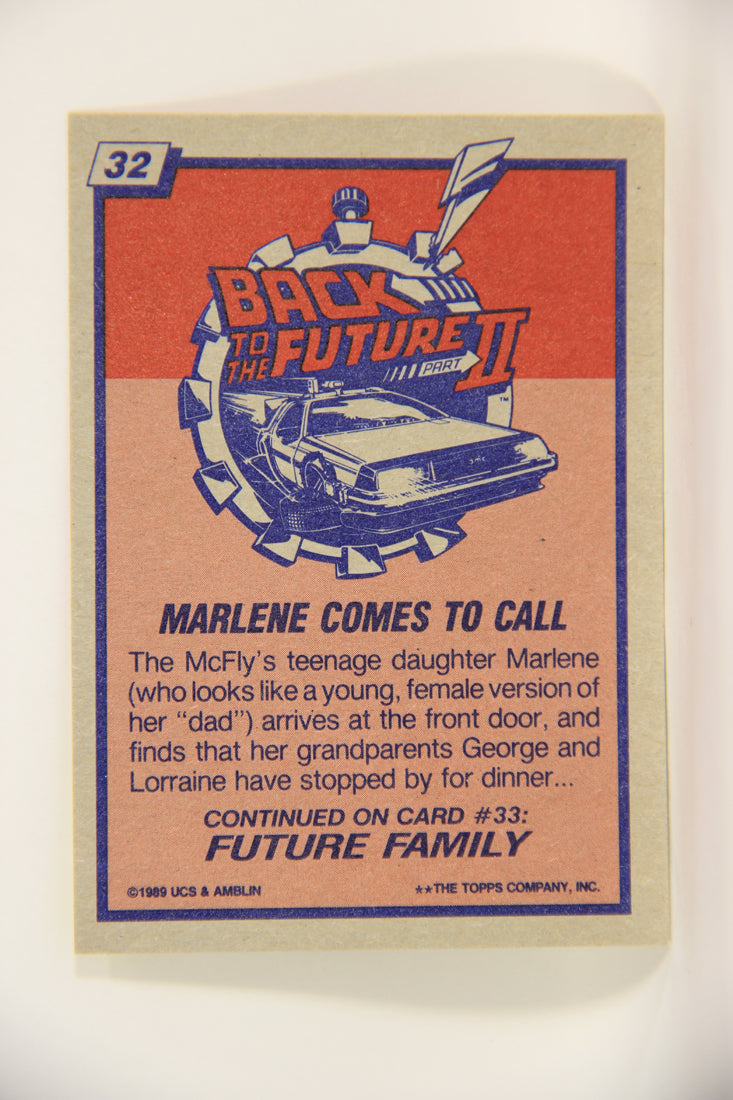 32
BACK
TO THE FUTURE
PART II
TM
DMC
MARLENE COMES TO CALL
The McFly's teenage daughter Marlene
(who looks like a young, female version of
her “dad”) arrives at the front door, and
finds that her grandparents George and
Lorraine have stopped by for dinner...
CONTINUED ON CARD #33:
FUTURE FAMILY
©1989 UCS & AMBLIN
★★THE TOPPS COMPANY, INC.